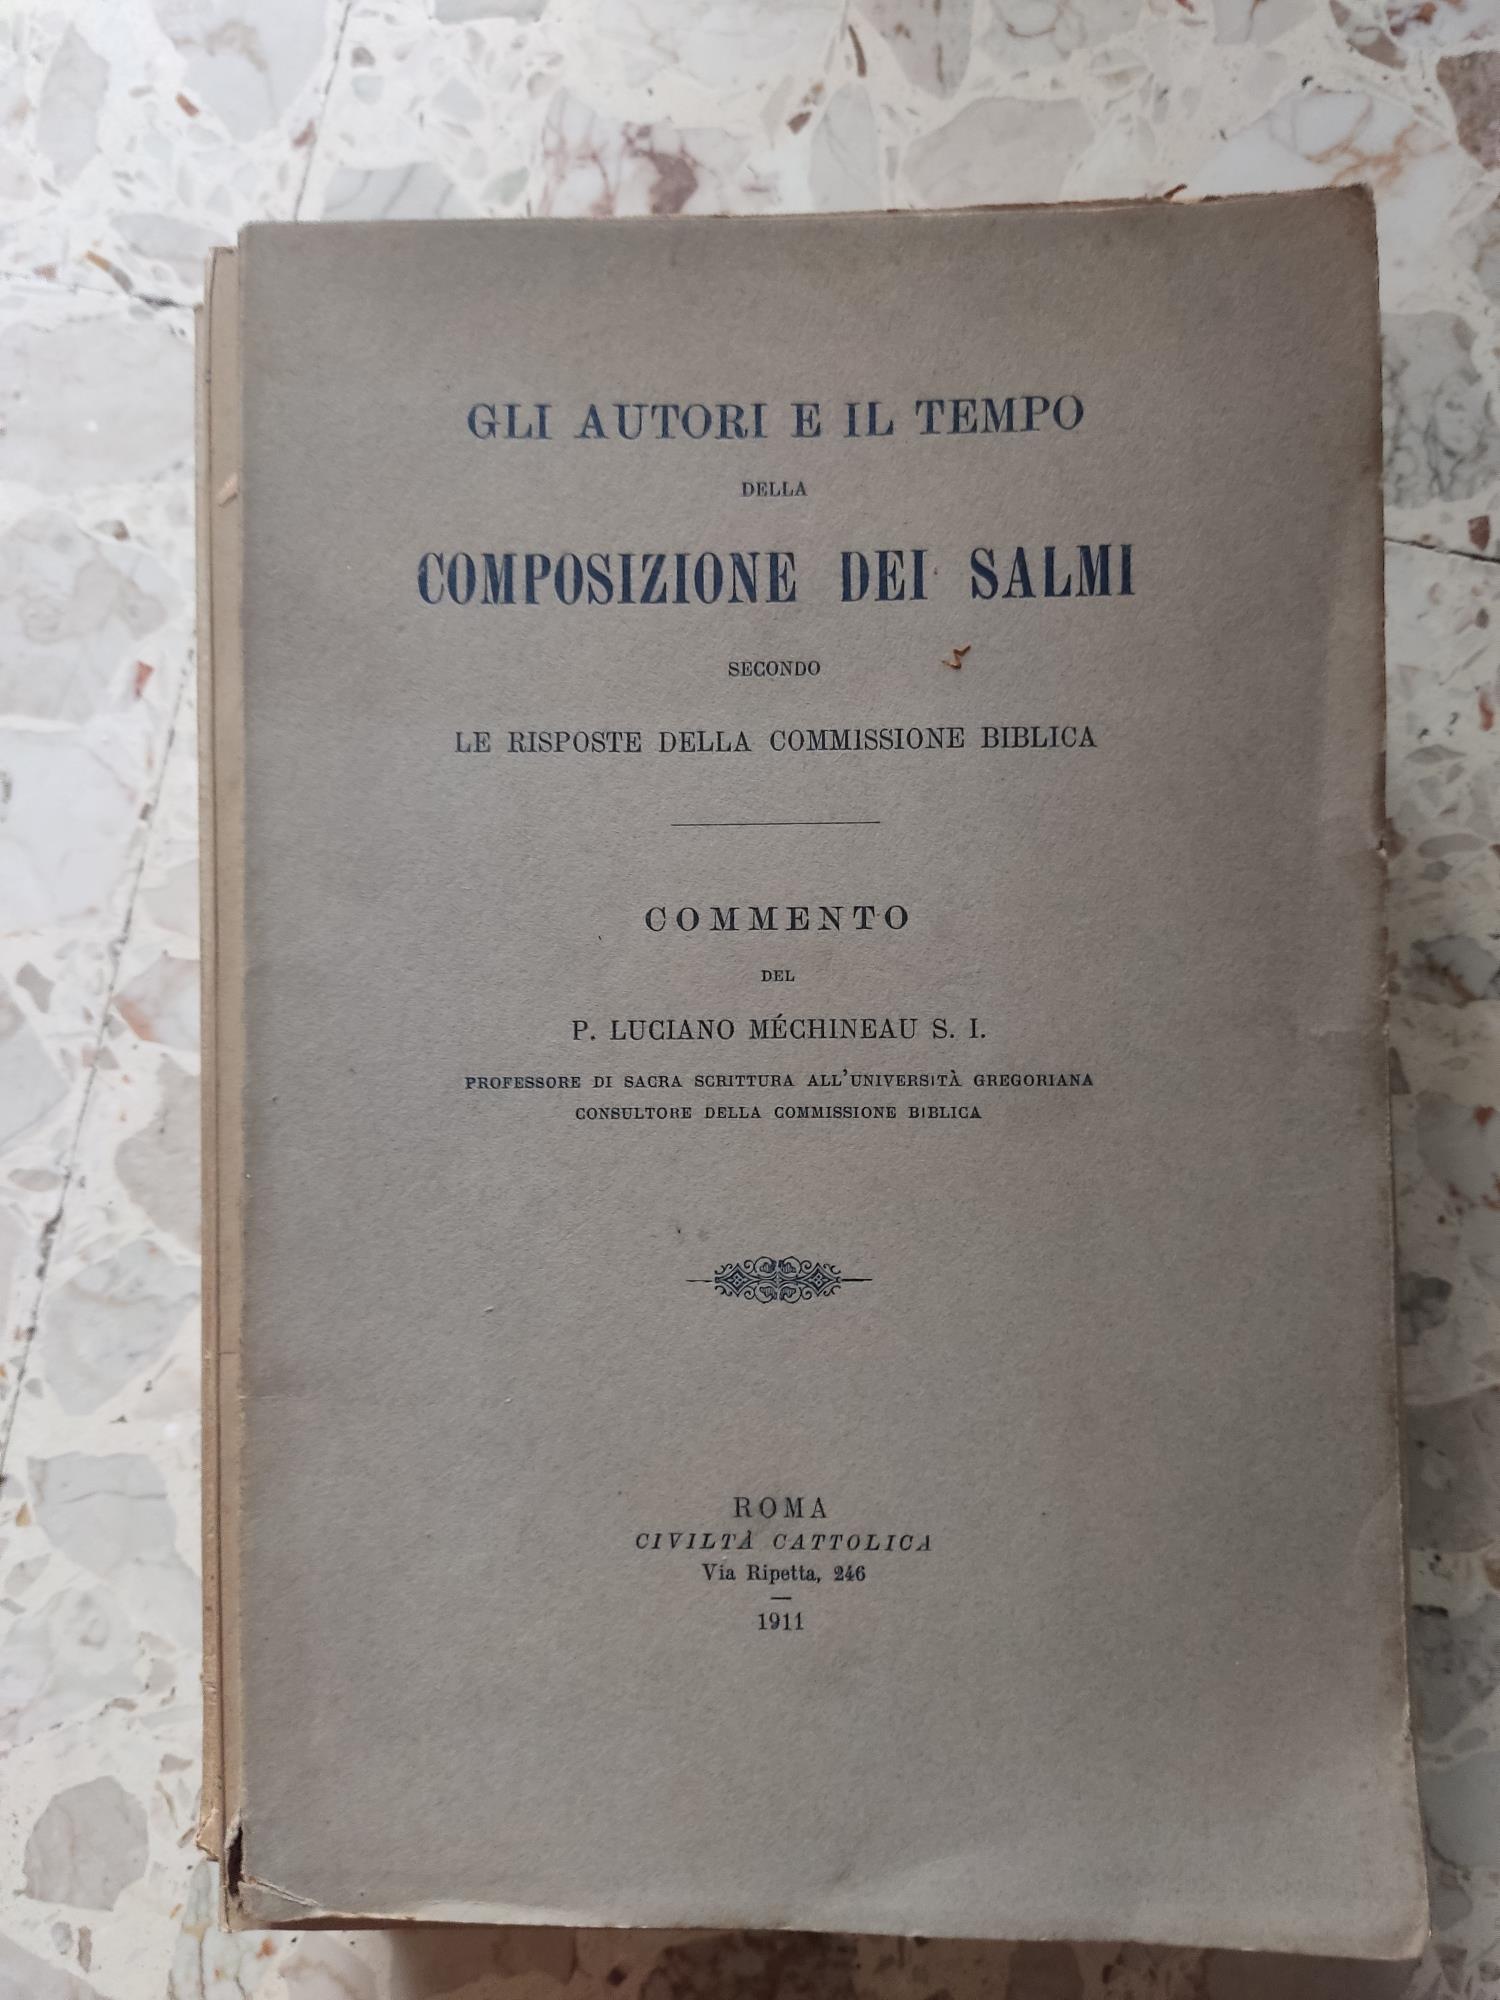 GLI AUTORI E IL TEMPO
DELLA
COMPOSIZIONE DEI SALMI
SECONDO
LE RISPOSTE DELLA COMMISSIONE BIBLICA
COMMENTO
DEL
P. LUCIANO MÉCHINEAU S. I.
PROFESSORE DI SACRA SCRITTURA ALL'UNIVERSITÀ GREGORIANA
CONSULTORE DELLA COMMISSIONE BIBLICA
ROMA
CIVILTÀ CATTOLICA
Via Ripetta, 246
1911